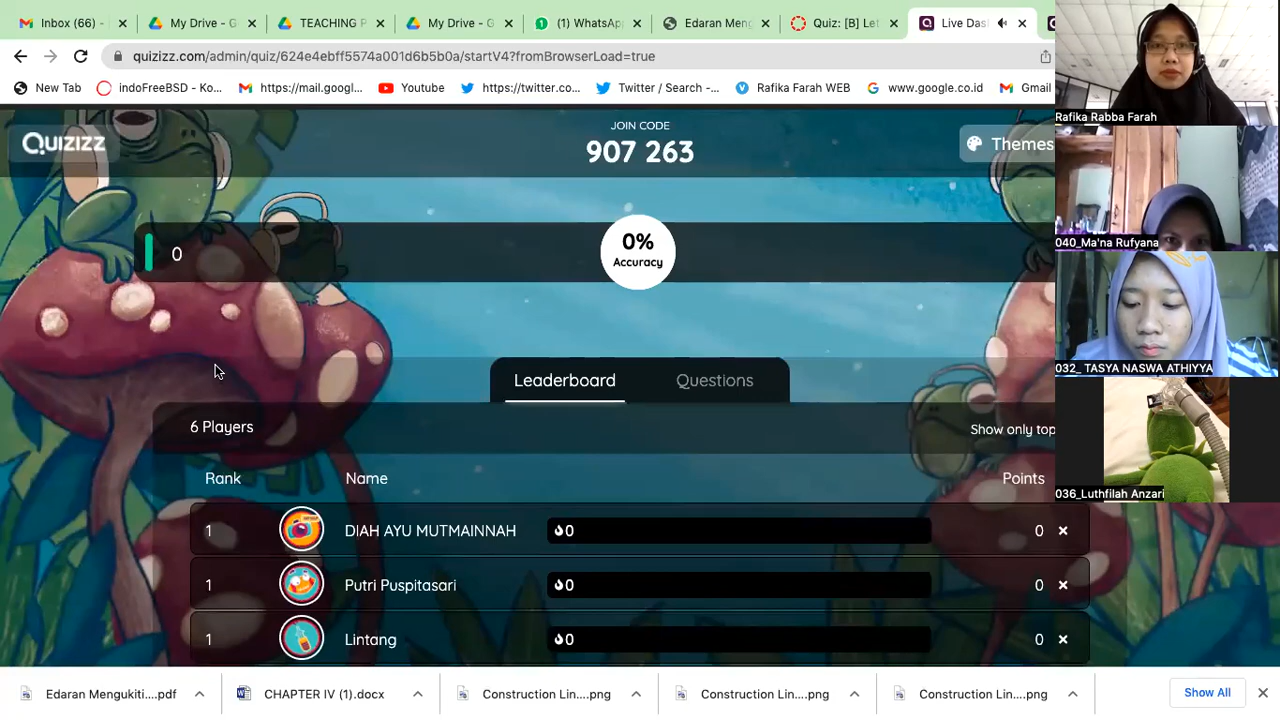 Inbox (66) -
My Drive - G
TEACHING P
My Drive - G
(1) WhatsAp
Edaran Meng
Quiz: [B] Let
Live Das
quizizz.com/admin/quiz/624e4ebff5574a001d6b5b0a/startV4?fromBrowserLoad=true
New Tab
indoFreeBSD - Ko...
https://mail.googl...
Youtube
https://twitter.co...
Twitter / Search -...
Rafika Farah WEB
www.google.co.id
Gmail
Rafika Rabba Farah
Quizizz
JOIN CODE
907 263
Themes
040_Ma'na Rufyana
0
0%
Accuracy
032_ TASYA NASWA ATHIYYA
Leaderboard
Questions
6 Players
Show only top
Rank
Name
Points
036_Luthfilah Anzari
1
DIAH AYU MUTMAINNAH
0
0
1
Putri Puspitasari
0
0
1
Lintang
0
0
Edaran Mengukiti....pdf
CHAPTER IV (1).docx
Construction Lin....png
Construction Lin....png
Construction Lin....png
Show All